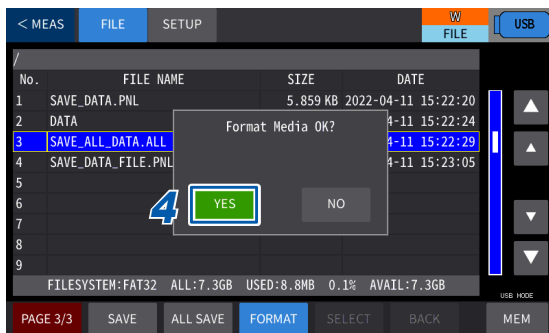 < MEAS FILE SETUP W FILE USB
/
No. FILE NAME SIZE DATE
1 SAVE_DATA.PNL 5.859 KB 2022-04-11 15:22:20
2 DATA 4-11 15:22:24
3 SAVE_ALL_DATA.ALL 4-11 15:22:29
4 SAVE_DATA_FILE.PNL 4-11 15:23:05
5
6
7
8
9
Format Media OK?
4 YES NO
FILESYSTEM:FAT32 ALL:7.3GB USED:8.8MB 0.1% AVAIL:7.3GB
USB MODE
PAGE 3/3 SAVE ALL SAVE FORMAT SELECT BACK MEM